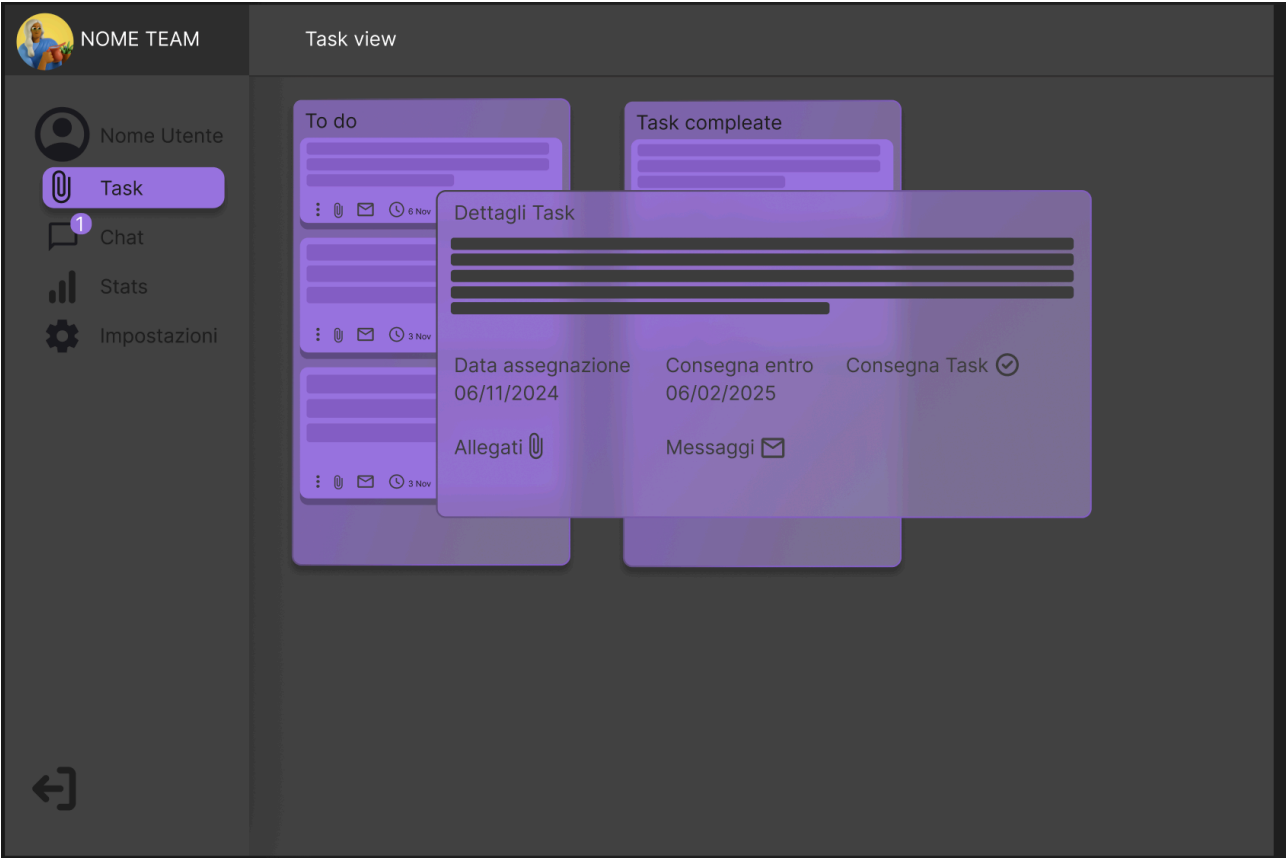 NOME TEAM
Task view
Nome Utente
Task
1
Chat
Stats
Impostazioni
To do
6 Nov
3 Nov
3 Nov
Task compleate
Dettagli Task
Data assegnazione
06/11/2024
Consegna entro
06/02/2025
Consegna Task
Allegati
Messaggi